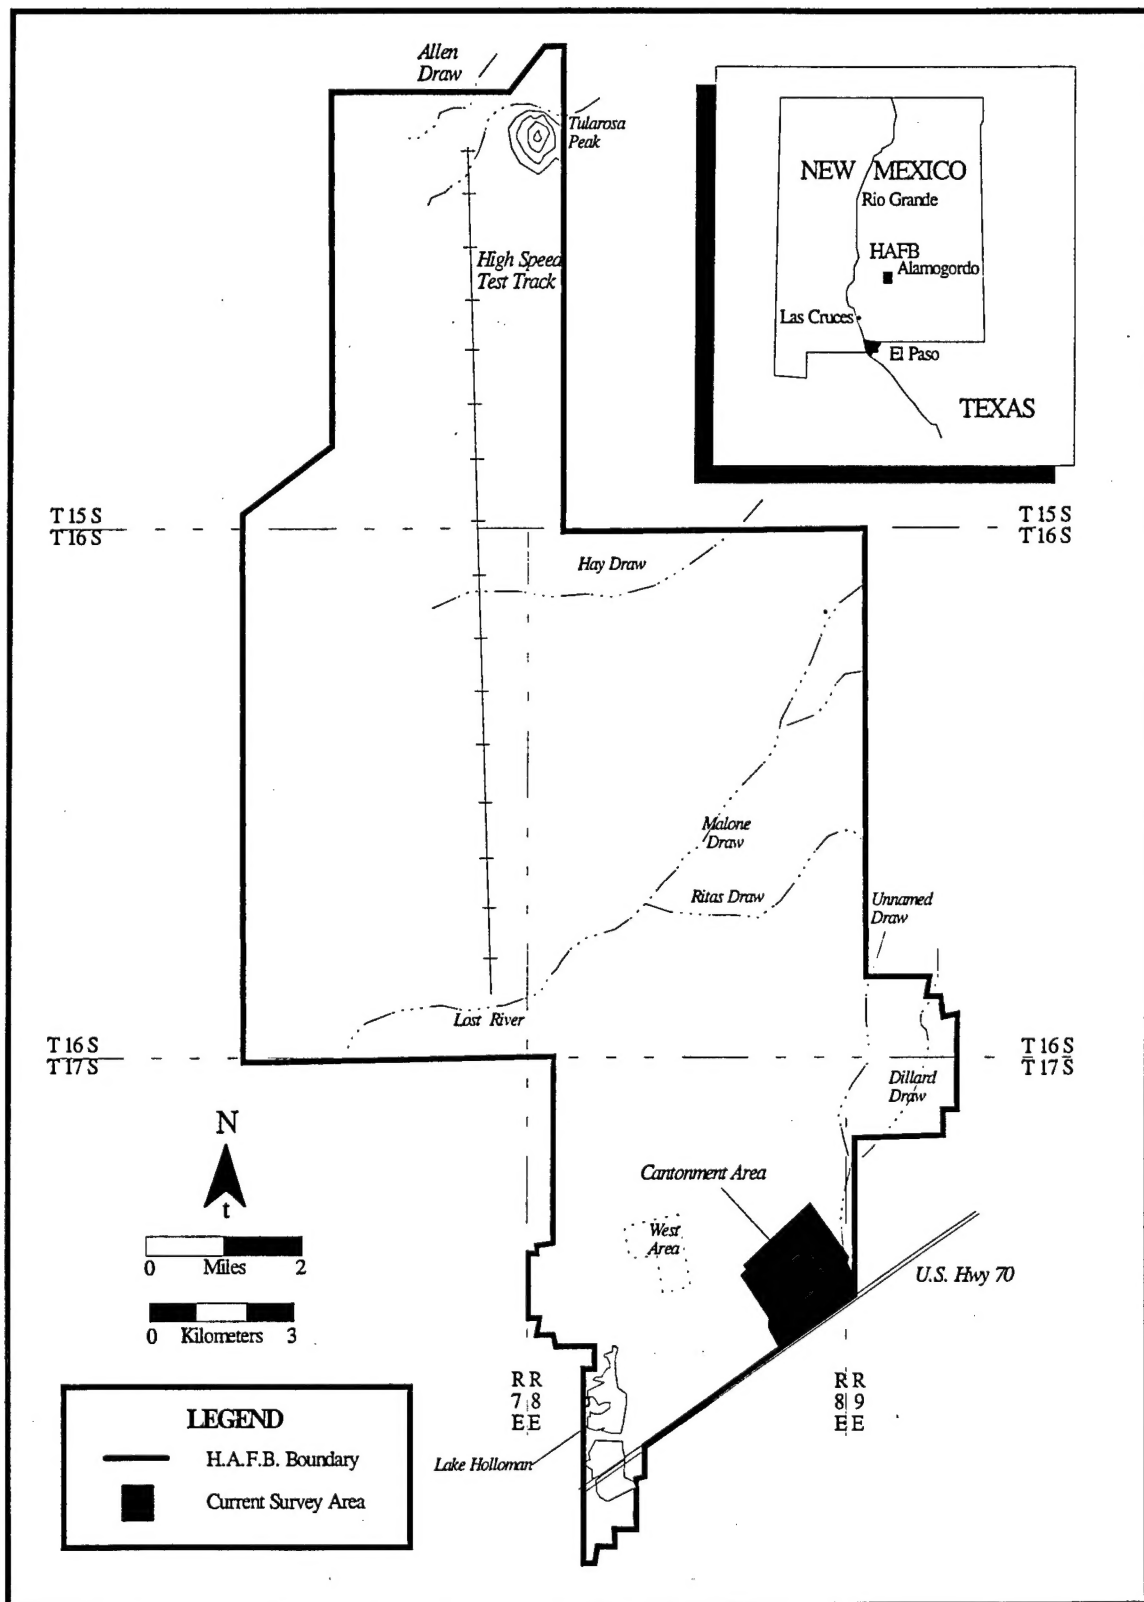 Allen
Draw
Tularosa
Peak
High Speed
Test Track
NEW MEXICO
Rio Grande
HAFB
Alamogordo
Las Cruces
El Paso
TEXAS
T 15 S
T 16 S
T 15 S
T 16 S
Hay Draw
Malone
Draw
Ritas Draw
Unnamed
Draw
Lost River
T 16 S
T 17 S
T 16 S
T 17 S
Dillard
Draw
N
t
0 Miles 2
0 Kilometers 3
Cantonment Area
West
Area
U.S. Hwy 70
R R
7 8
E E
R R
8 9
E E
Lake Holloman
LEGEND
H.A.F.B. Boundary
Current Survey Area